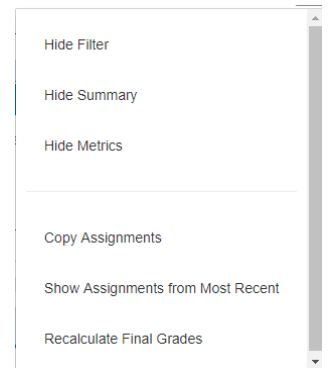 Hide Filter
Hide Summary
Hide Metrics
Copy Assignments
Show Assignments from Most Recent
Recalculate Final Grades